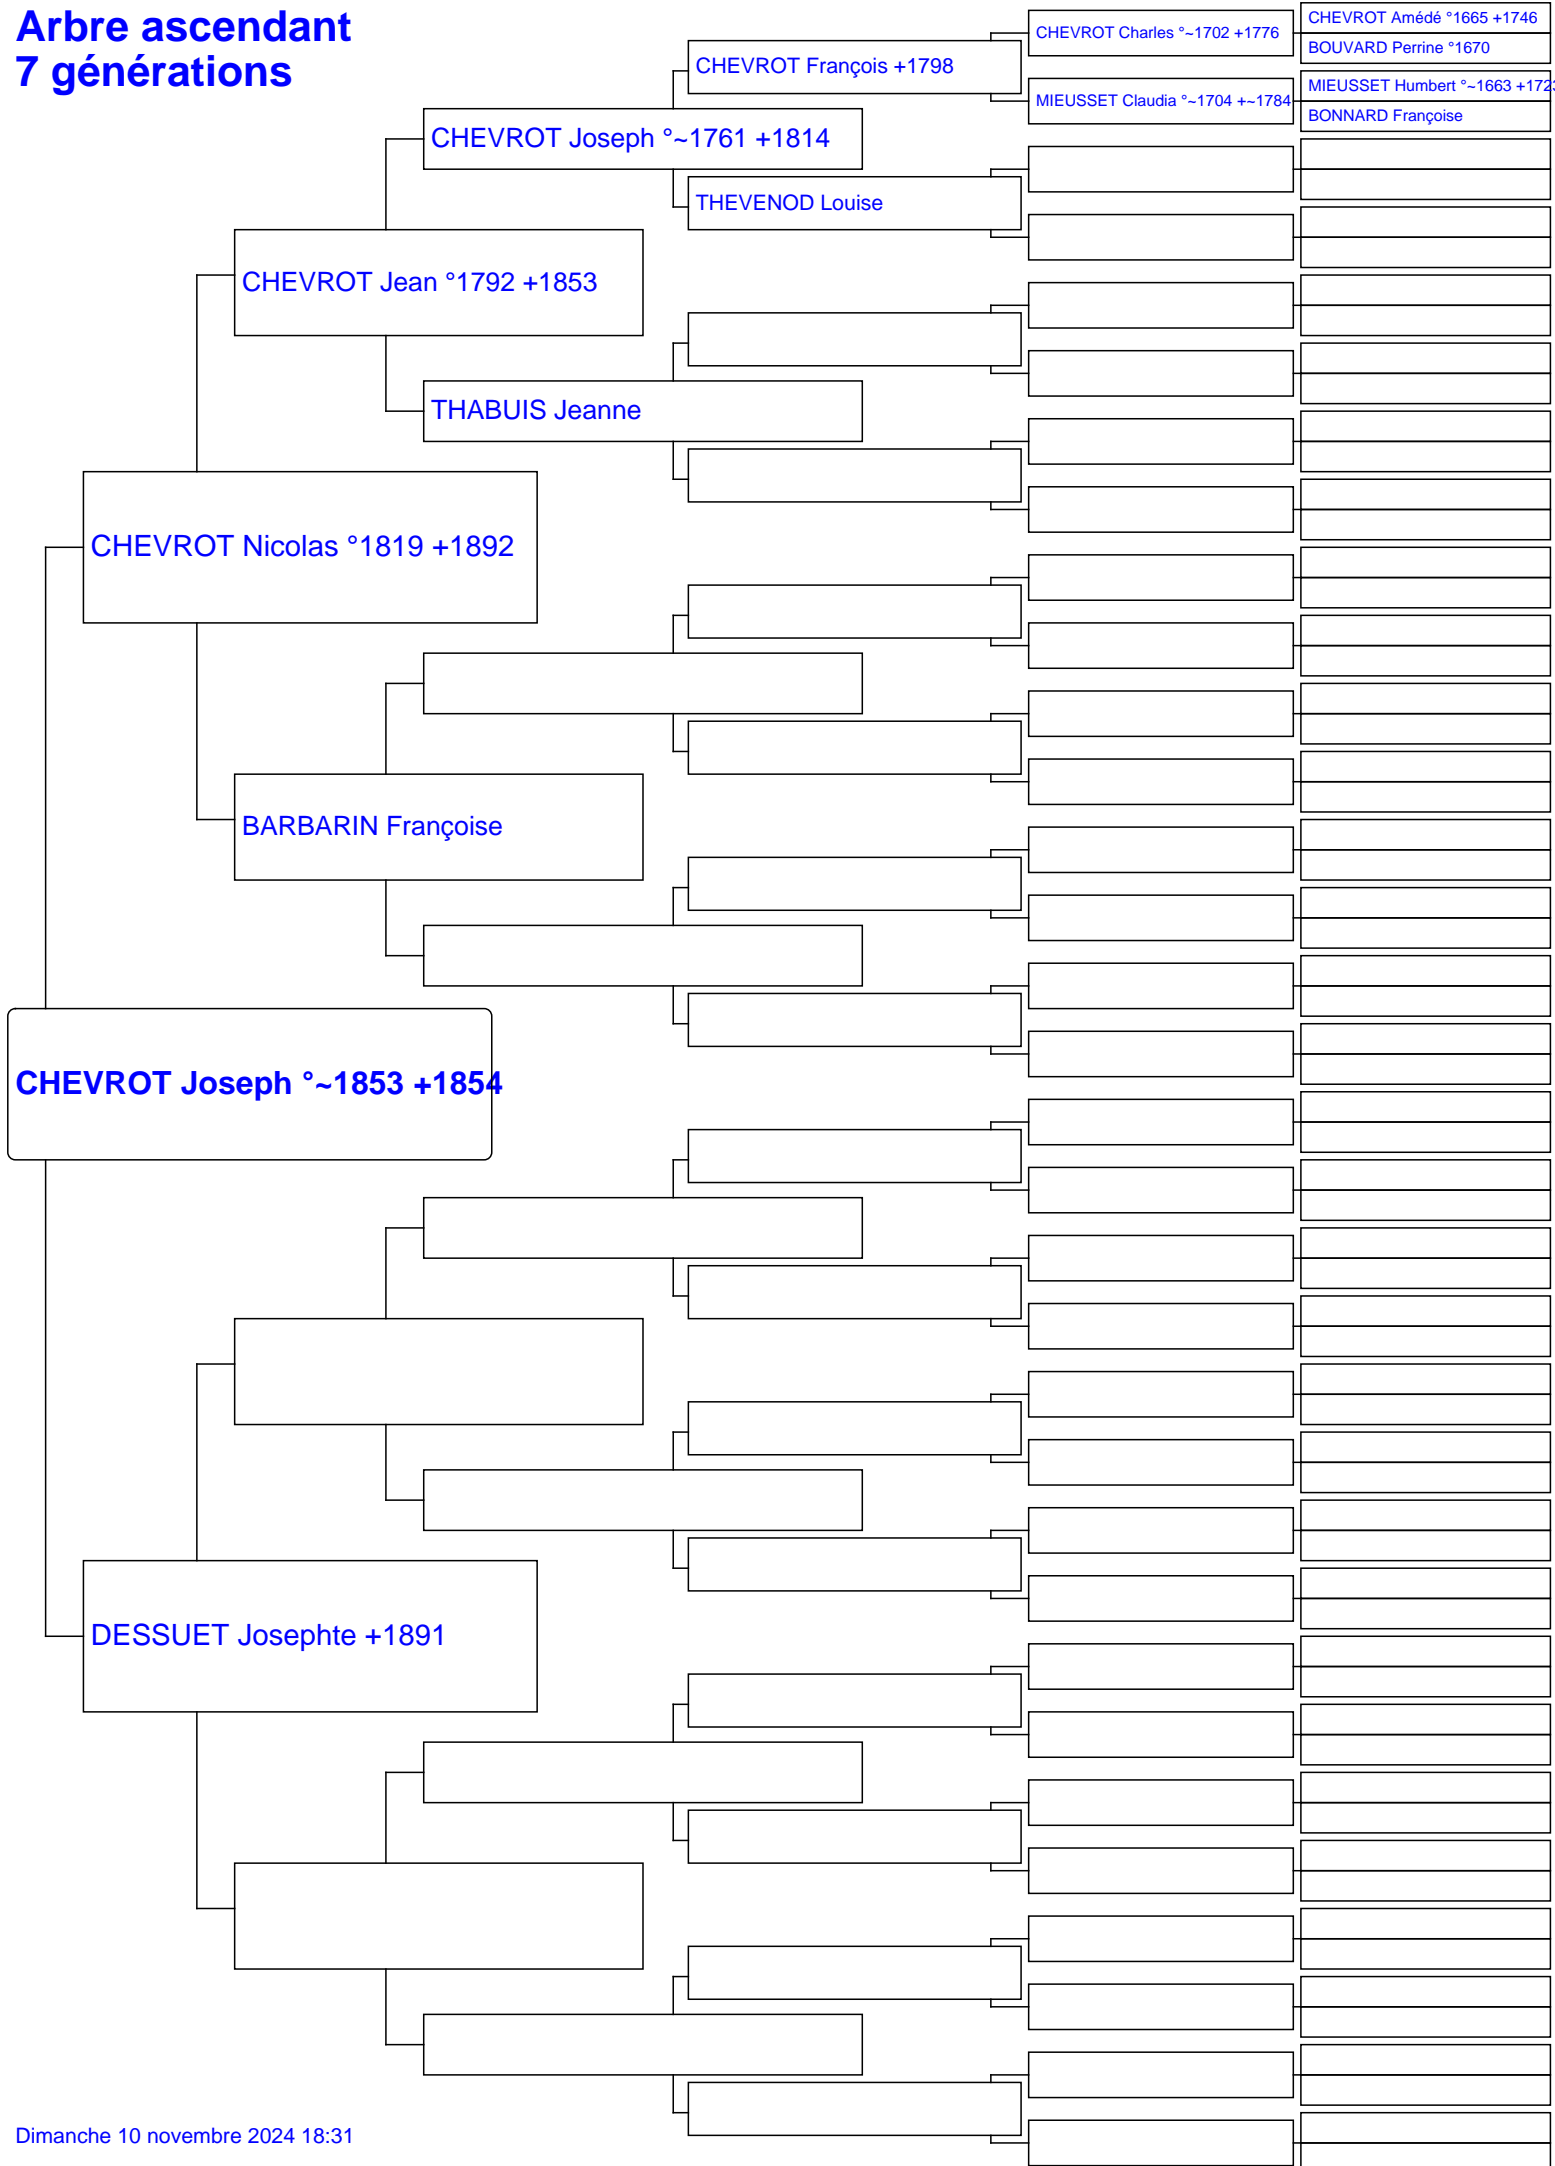 Arbre ascendant
7 générations
CHEVROT Charles °~1702 +1776
CHEVROT Amédé °1665 +1746
BOUVARD Perrine °1670
CHEVROT François +1798
MIEUSSET Claudia °~1704 +~1784
MIEUSSET Humbert °~1663 +1723
BONNARD Françoise
CHEVROT Joseph °~1761 +1814
THEVENOD Louise
CHEVROT Jean °1792 +1853
THABUIS Jeanne
CHEVROT Nicolas °1819 +1892
BARBARIN Françoise
CHEVROT Joseph °~1853 +1854
DESSUET Josephte +1891
Dimanche 10 novembre 2024 18:31